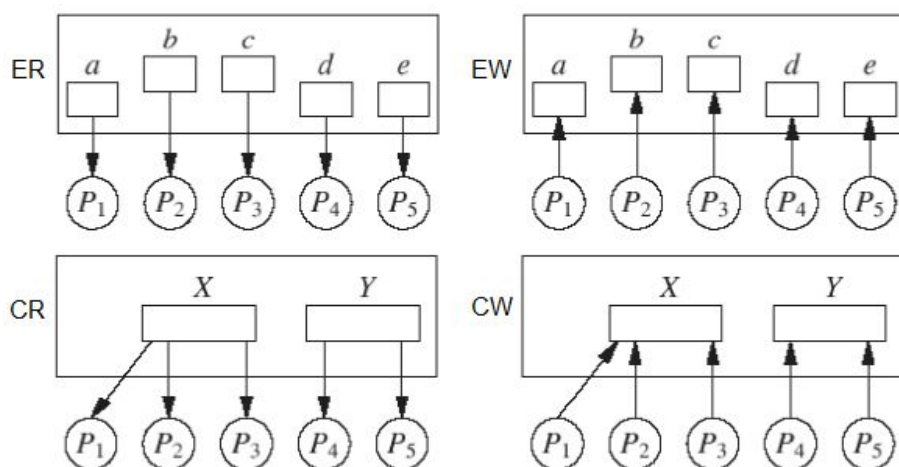 ER a b c d e
P1 P2 P3 P4 P5
EW a b c d e
P1 P2 P3 P4 P5
CR X Y
P1 P2 P3 P4 P5
CW X Y
P1 P2 P3 P4 P5